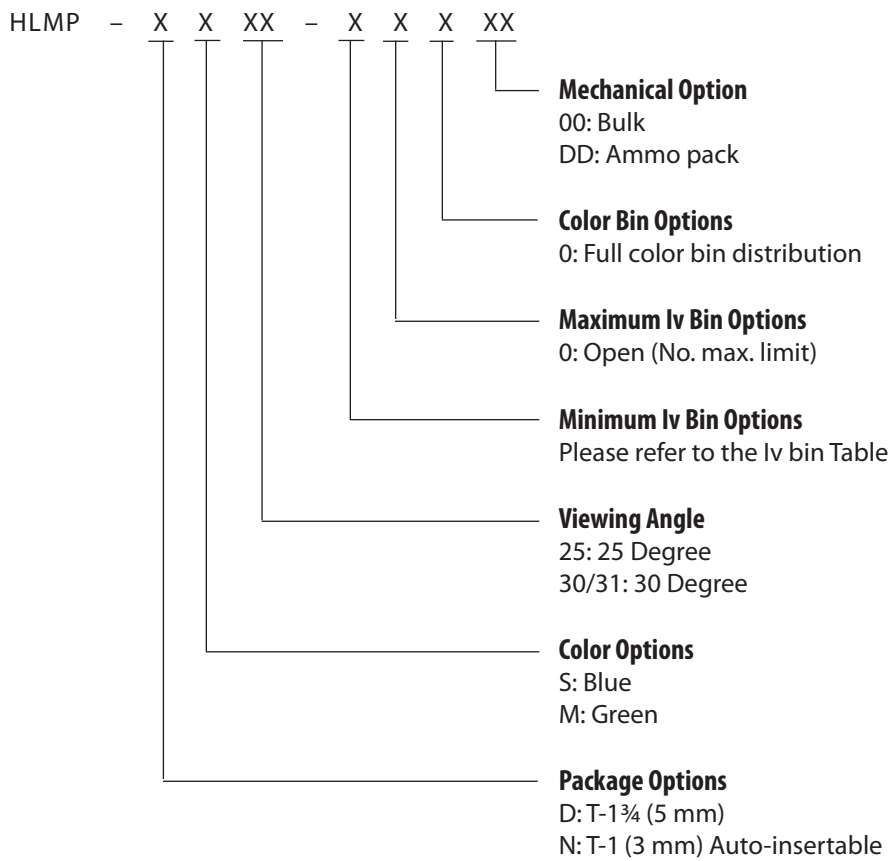 HLMP – X X XX – X X X XX
Mechanical Option
00: Bulk
DD: Ammo pack
Color Bin Options
0: Full color bin distribution
Maximum Iv Bin Options
0: Open (No. max. limit)
Minimum Iv Bin Options
Please refer to the Iv bin Table
Viewing Angle
25: 25 Degree
30/31: 30 Degree
Color Options
S: Blue
M: Green
Package Options
D: T-1¾ (5 mm)
N: T-1 (3 mm) Auto-insertable